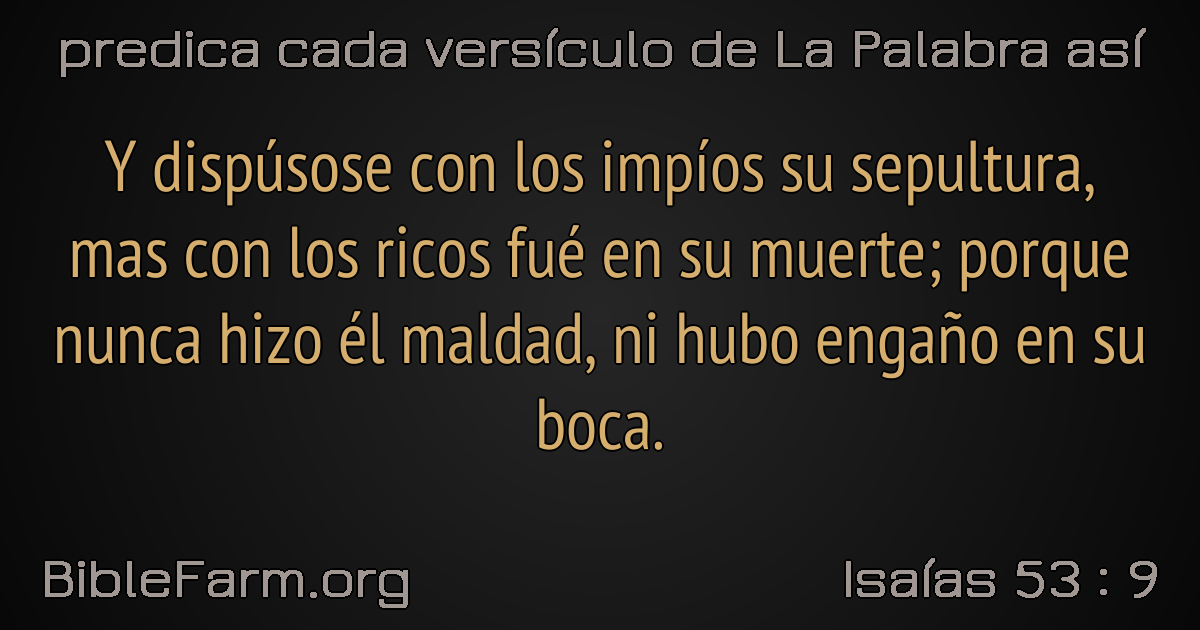 predica cada versículo de La Palabra así
Y dispúsose con los impíos su sepultura,
mas con los ricos fué en su muerte; porque
nunca hizo él maldad, ni hubo engaño en su
boca.
BibleFarm.org
Isaías 53 : 9